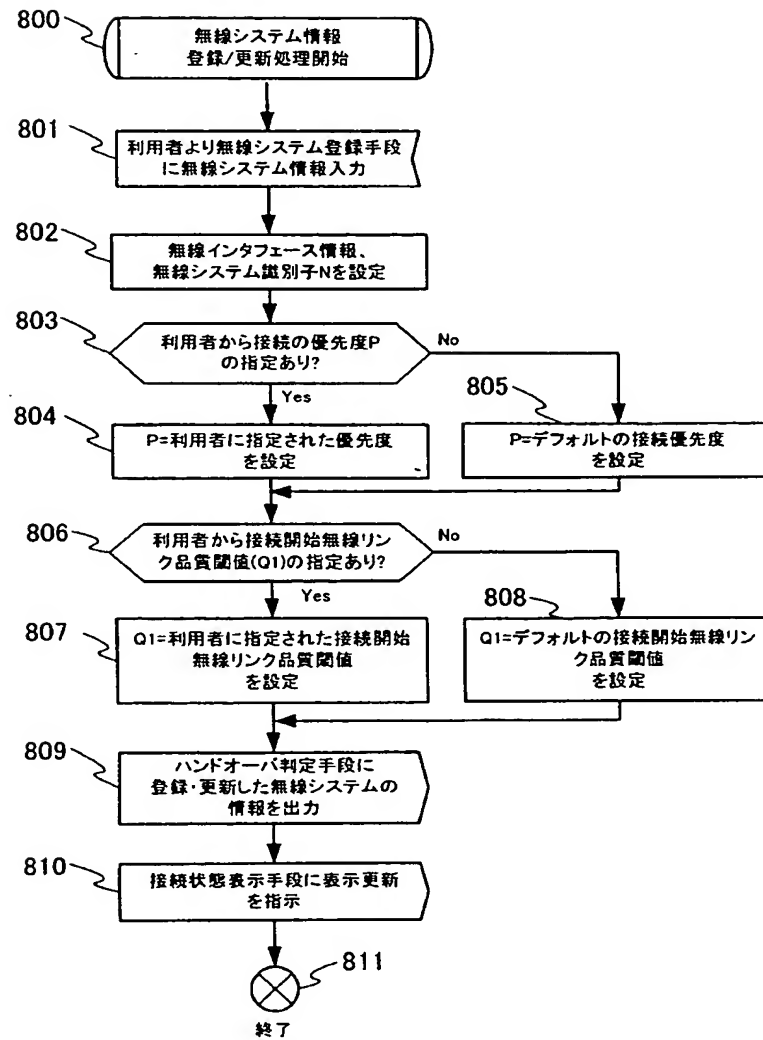 800
無線システム情報
登録/更新処理開始
801
利用者より無線システム登録手段
に無線システム情報入力
802
無線インタフェース情報、
無線システム識別子Nを設定
803
利用者から接続の優先度P
の指定あり?
No
Yes
804
P=利用者に指定された優先度
を設定
805
P=デフォルトの接続優先度
を設定
806
利用者から接続開始無線リン
ク品質閾値(Q1)の指定あり?
No
Yes
807
Q1=利用者に指定された接続開始
無線リンク品質閾値
を設定
808
Q1=デフォルトの接続開始無線リン
ク品質閾値
を設定
809
ハンドオーバ判定手段に
登録・更新した無線システムの
情報を出力
810
接続状態表示手段に表示更新
を指示
811
終了